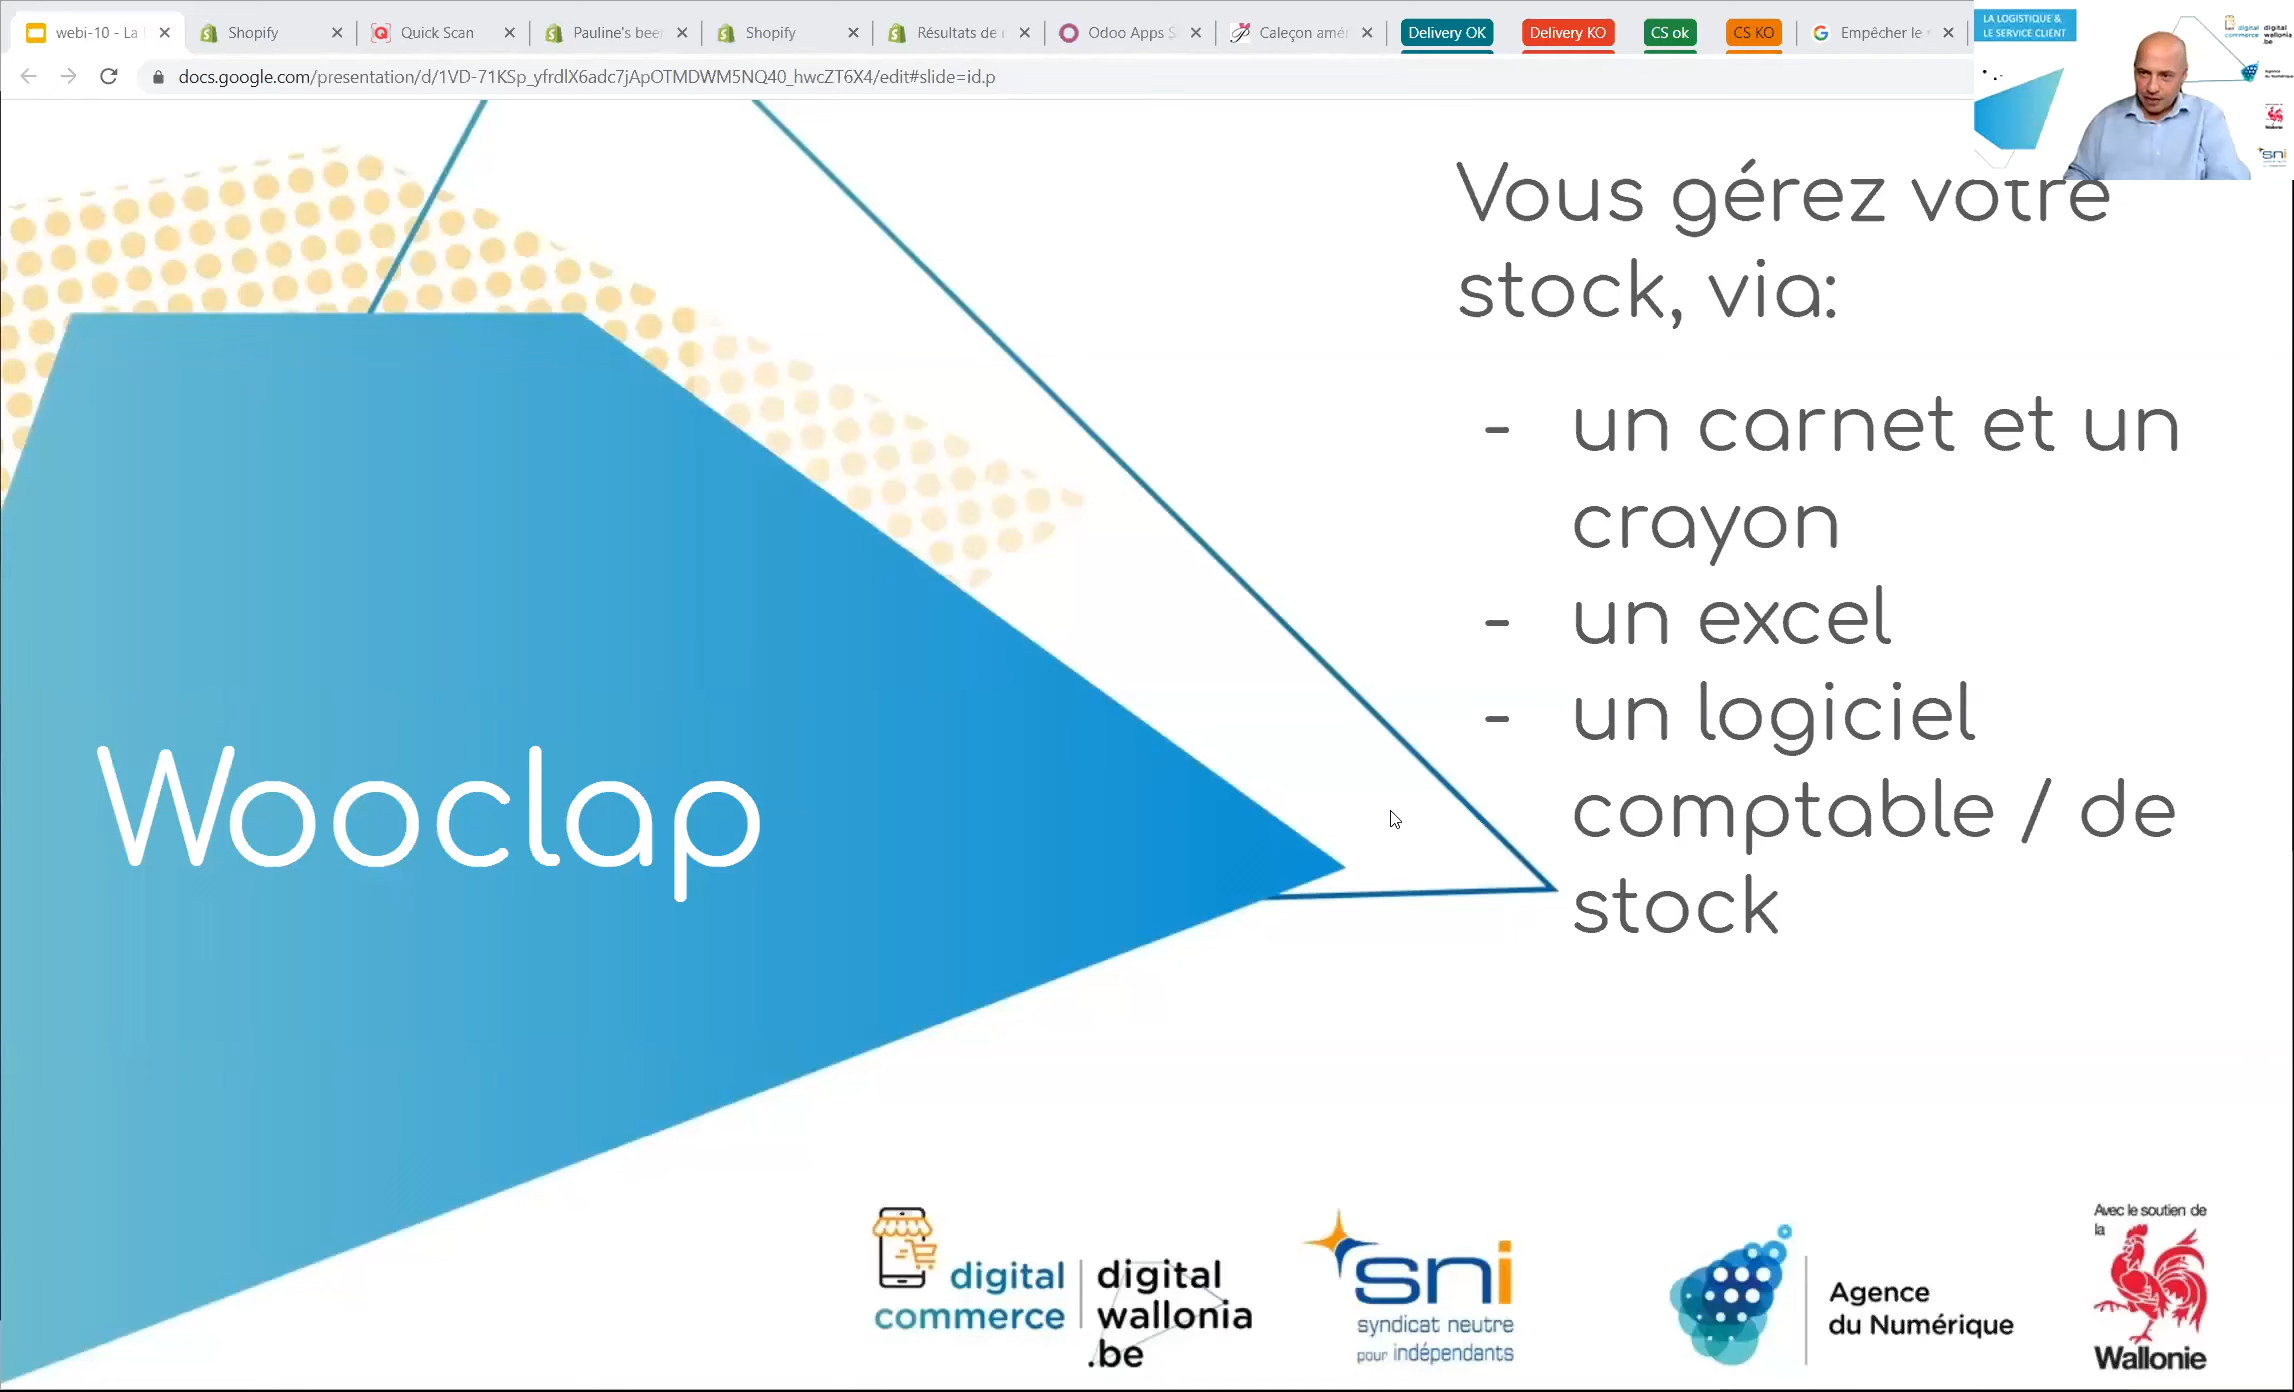 webi-10 - La
Shopify
Quick Scan
Pauline's beer
Shopify
Résultats de
Odoo Apps S
Caleçon amér
Delivery OK
Delivery KO
CS ok
CS KO
Empêcher le
docs.google.com/presentation/d/1VD-71KSp_yfrdlX6adc7jApOTMDWM5NQ40_hwcZT6X4/edit#slide=id.p
LA LOGISTIQUE &
LE SERVICE CLIENT
Vous gérez votre
stock, via:
- un carnet et un
crayon
- un excel
- un logiciel
comptable / de
stock
Wooclap
digital
commerce
digital
wallonia
.be
sni
syndicat neutre
pour indépendants
Agence
du Numérique
Avec le soutien de
la
Wallonie